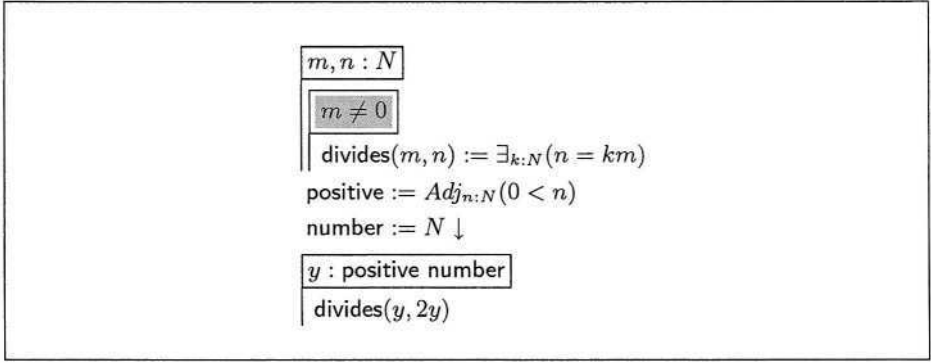 m, n : N
m ≠ 0
divides(m, n) := ∃k:N(n = km)
positive := Adjn:N(0 < n)
number := N ↓
y : positive number
divides(y, 2y)